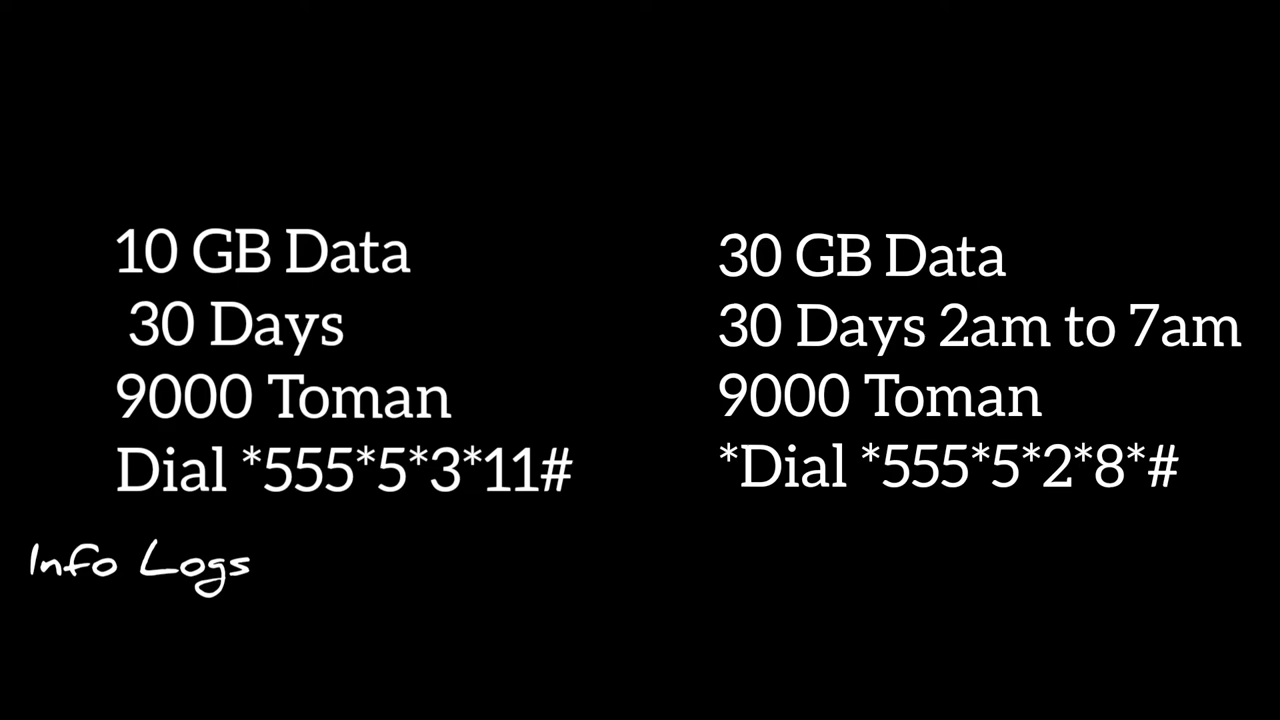 10 GB Data
30 Days
9000 Toman
Dial *555*5*3*11#
30 GB Data
30 Days 2am to 7am
9000 Toman
*Dial *555*5*2*8*#
Info Logs